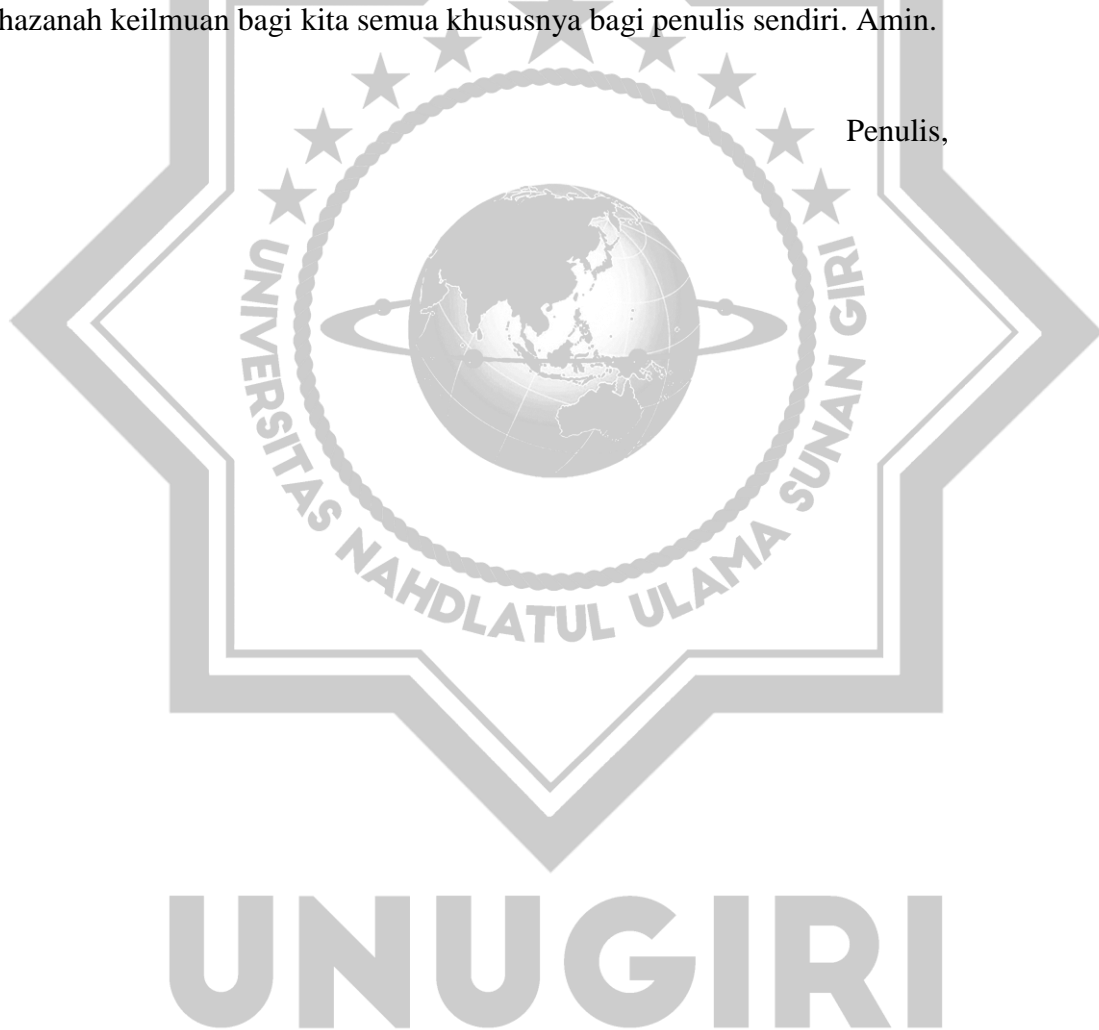 hazanah keilmuan bagi kita semua khususnya bagi penulis sendiri. Amin.
Penulis,
UNIVERSITAS NAHDLATUL ULAMA SUNAN GIRI
UNUGIRI